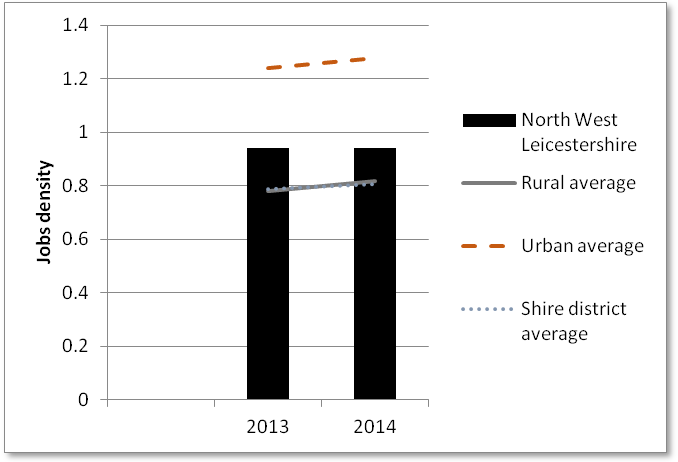 1.4
1.2
1
0.8
0.6
0.4
0.2
0
Jobs density
2013
2014
North West
Leicestershire
Rural average
Urban average
Shire district
average